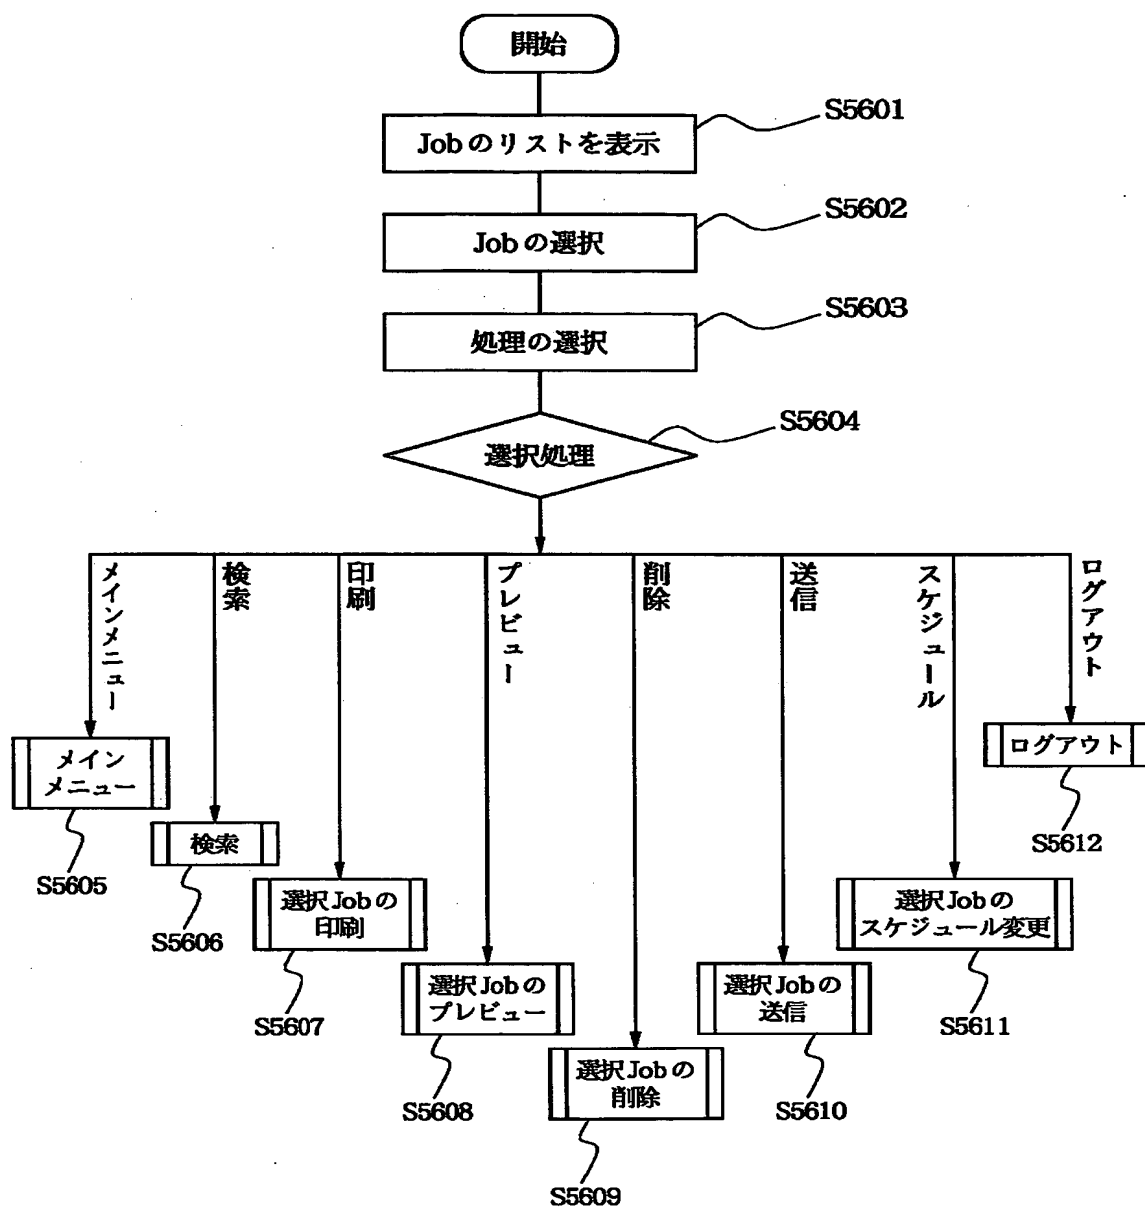 開始
S5601
Jobのリストを表示
S5602
Jobの選択
S5603
処理の選択
S5604
選択処理
メインメニュー
検索
印刷
プレビュー
削除
送信
スケジュール
ログアウト
メイン
メニュー
S5605
検索
S5606
選択Jobの
印刷
S5607
選択Jobの
プレビュー
S5608
選択Jobの
削除
S5609
選択Jobの
送信
S5610
選択Jobの
スケジュール変更
S5611
ログアウト
S5612